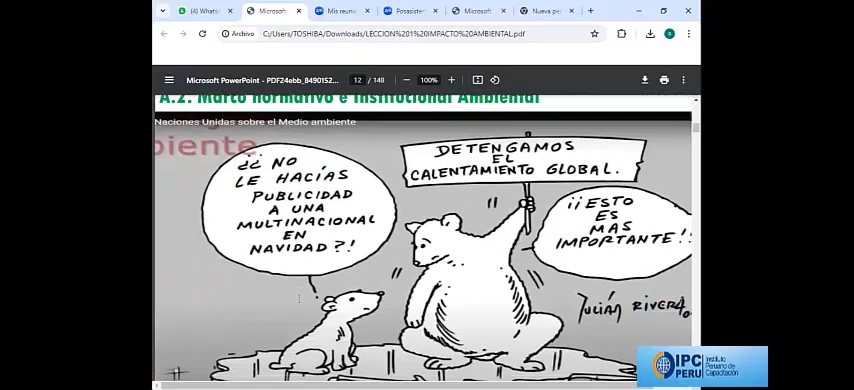 (4) Whats
Microsoft
Mis reuni
Posasister
Microsoft
Nueva pe
Archivo C:/Users/TOSHIBA/Downloads/LECCION%201%20IMPACTO%20AMBIENTAL.pdf
Microsoft PowerPoint - PDF24ebb_8490152... 12 / 148 100%
A.2. Marco normativo e Institucional Ambiental
Naciones Unidas sobre el Medio ambiente
biente
¿¿ NO
LE HACÍAS
PUBLICIDAD
A UNA
MULTINACIONAL
EN
NAVIDAD?!
DETENGAMOS
EL
CALENTAMIENTO GLOBAL.
¡¡ESTO
ES
MAS
IMPORTANTE!!
JULIÁN RIVERA
IPC
PERU
Instituto
Peruano de
Capacitación